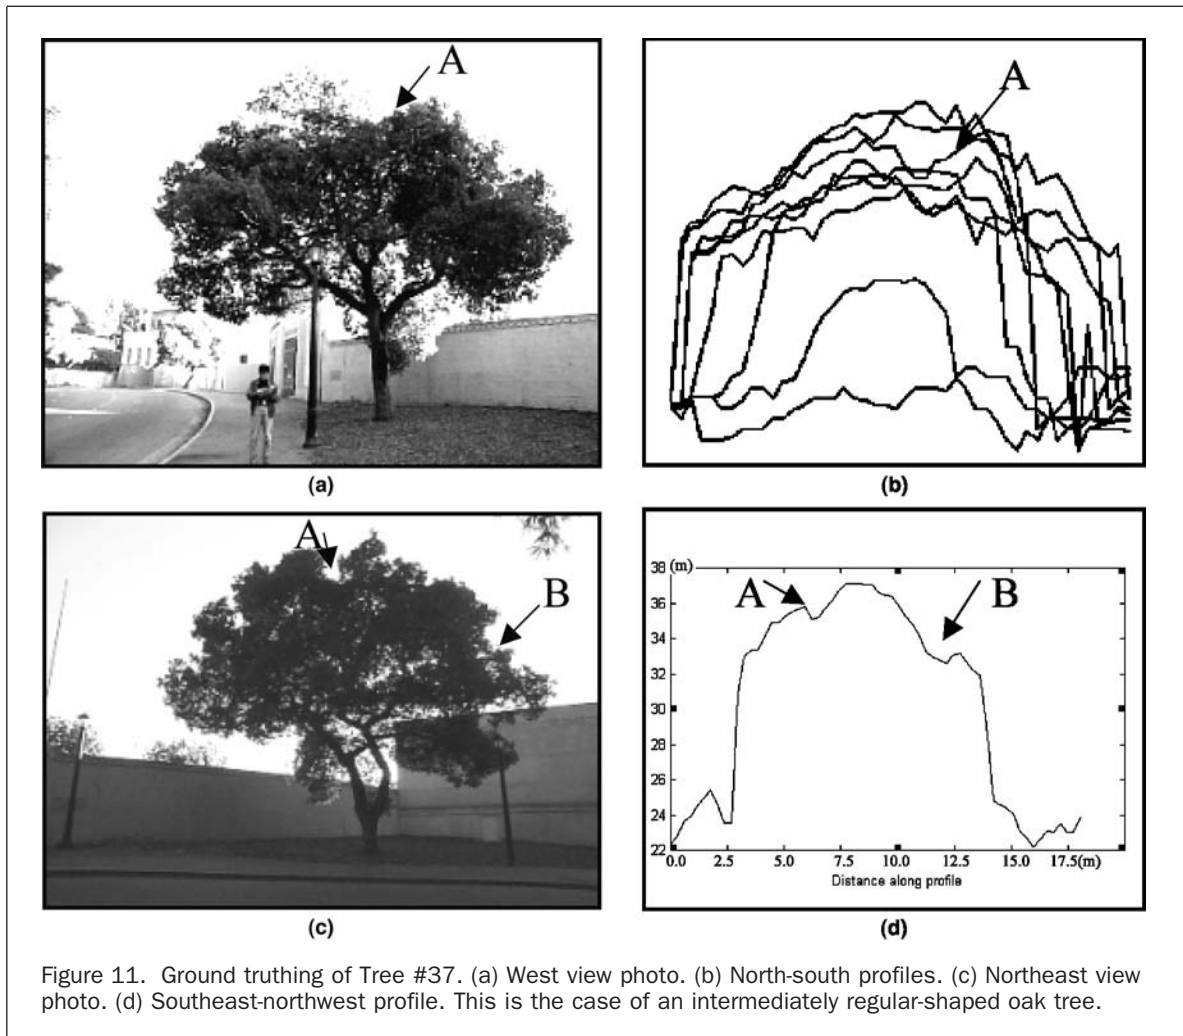 A
A
(a)
(b)
A
B
38 (m)
36
34
32
30
28
26
24
22
A
B
0.0 2.5 5.0 7.5 10.0 12.5 15.0 17.5(m)
Distance along profile
(c)
(d)
Figure 11. Ground truthing of Tree #37. (a) West view photo. (b) North-south profiles. (c) Northeast view
photo. (d) Southeast-northwest profile. This is the case of an intermediately regular-shaped oak tree.